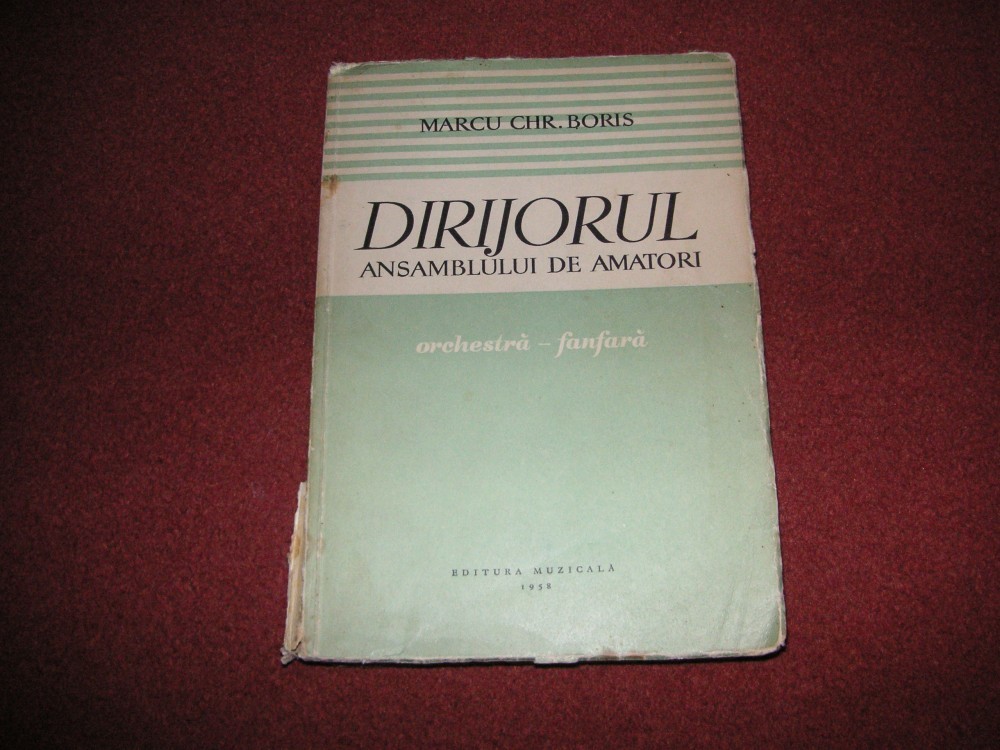 MARCU CHR. BORIS
DIRIJORUL
ANSAMBLULUI DE AMATORI
orchestră – fanfară
EDITURA MUZICALĂ
1958